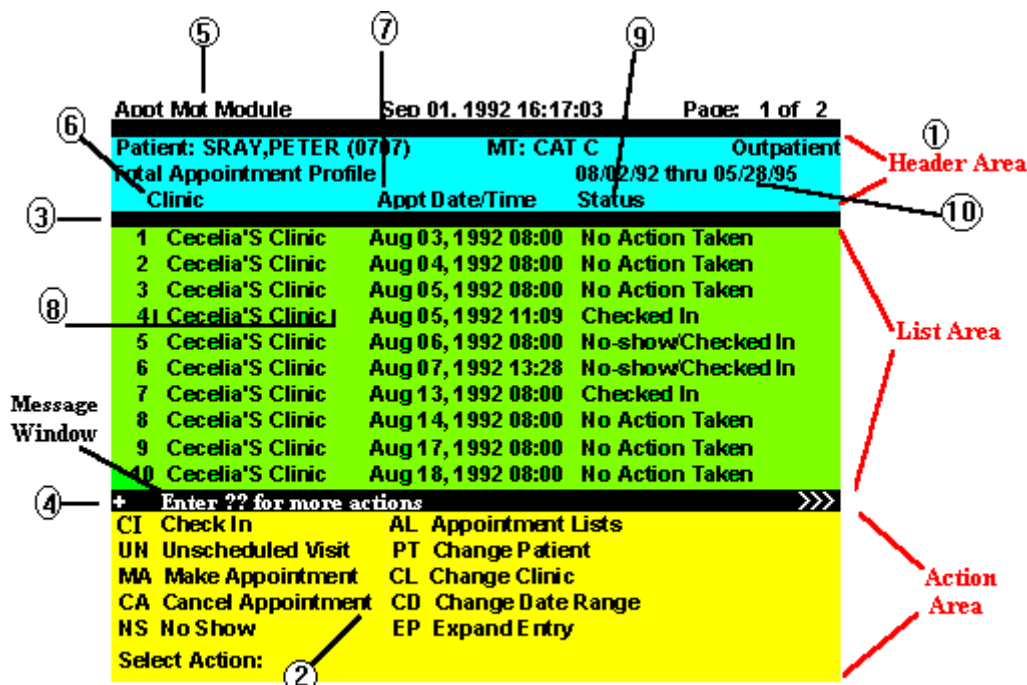 ⑤ ⑦ ⑨
Appt Mgt Module Sep 01, 1992 16:17:03 Page: 1 of 2
⑥ ①
Patient: SRAY,PETER (0707) MT: CAT C Outpatient
Header Area
Total Appointment Profile 08/02/92 thru 05/28/95
Clinic Appt Date/Time Status
⑩
③
1 Cecelia'S Clinic Aug 03, 1992 08:00 No Action Taken
2 Cecelia'S Clinic Aug 04, 1992 08:00 No Action Taken
3 Cecelia'S Clinic Aug 05, 1992 08:00 No Action Taken
⑧
4 Cecelia'S Clinic Aug 05, 1992 11:09 Checked In
List Area
5 Cecelia'S Clinic Aug 06, 1992 08:00 No-show/Checked In
6 Cecelia'S Clinic Aug 07, 1992 13:28 No-show/Checked In
7 Cecelia'S Clinic Aug 13, 1992 08:00 Checked In
8 Cecelia'S Clinic Aug 14, 1992 08:00 No Action Taken
9 Cecelia'S Clinic Aug 17, 1992 08:00 No Action Taken
10 Cecelia'S Clinic Aug 18, 1992 08:00 No Action Taken
Message
Window
④
+ Enter ?? for more actions >>>
CI Check In AL Appointment Lists
UN Unscheduled Visit PT Change Patient
MA Make Appointment CL Change Clinic
CA Cancel Appointment CD Change Date Range
NS No Show EP Expand Entry
Action
Area
Select Action:
②